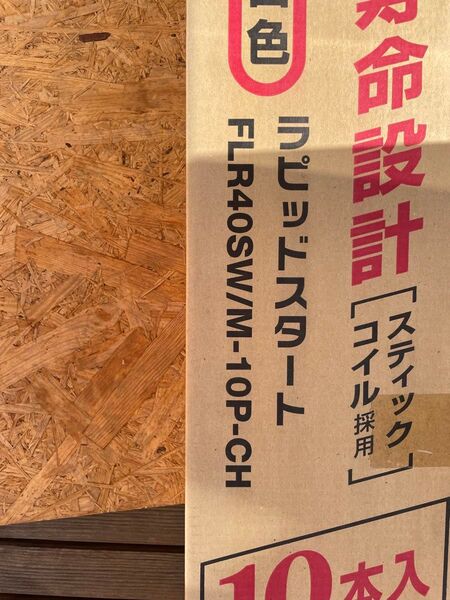 寿命設計
[スティック
コイル採用]
色
ラピッドスタート
FLR40SW/M-10P-CH
10本入